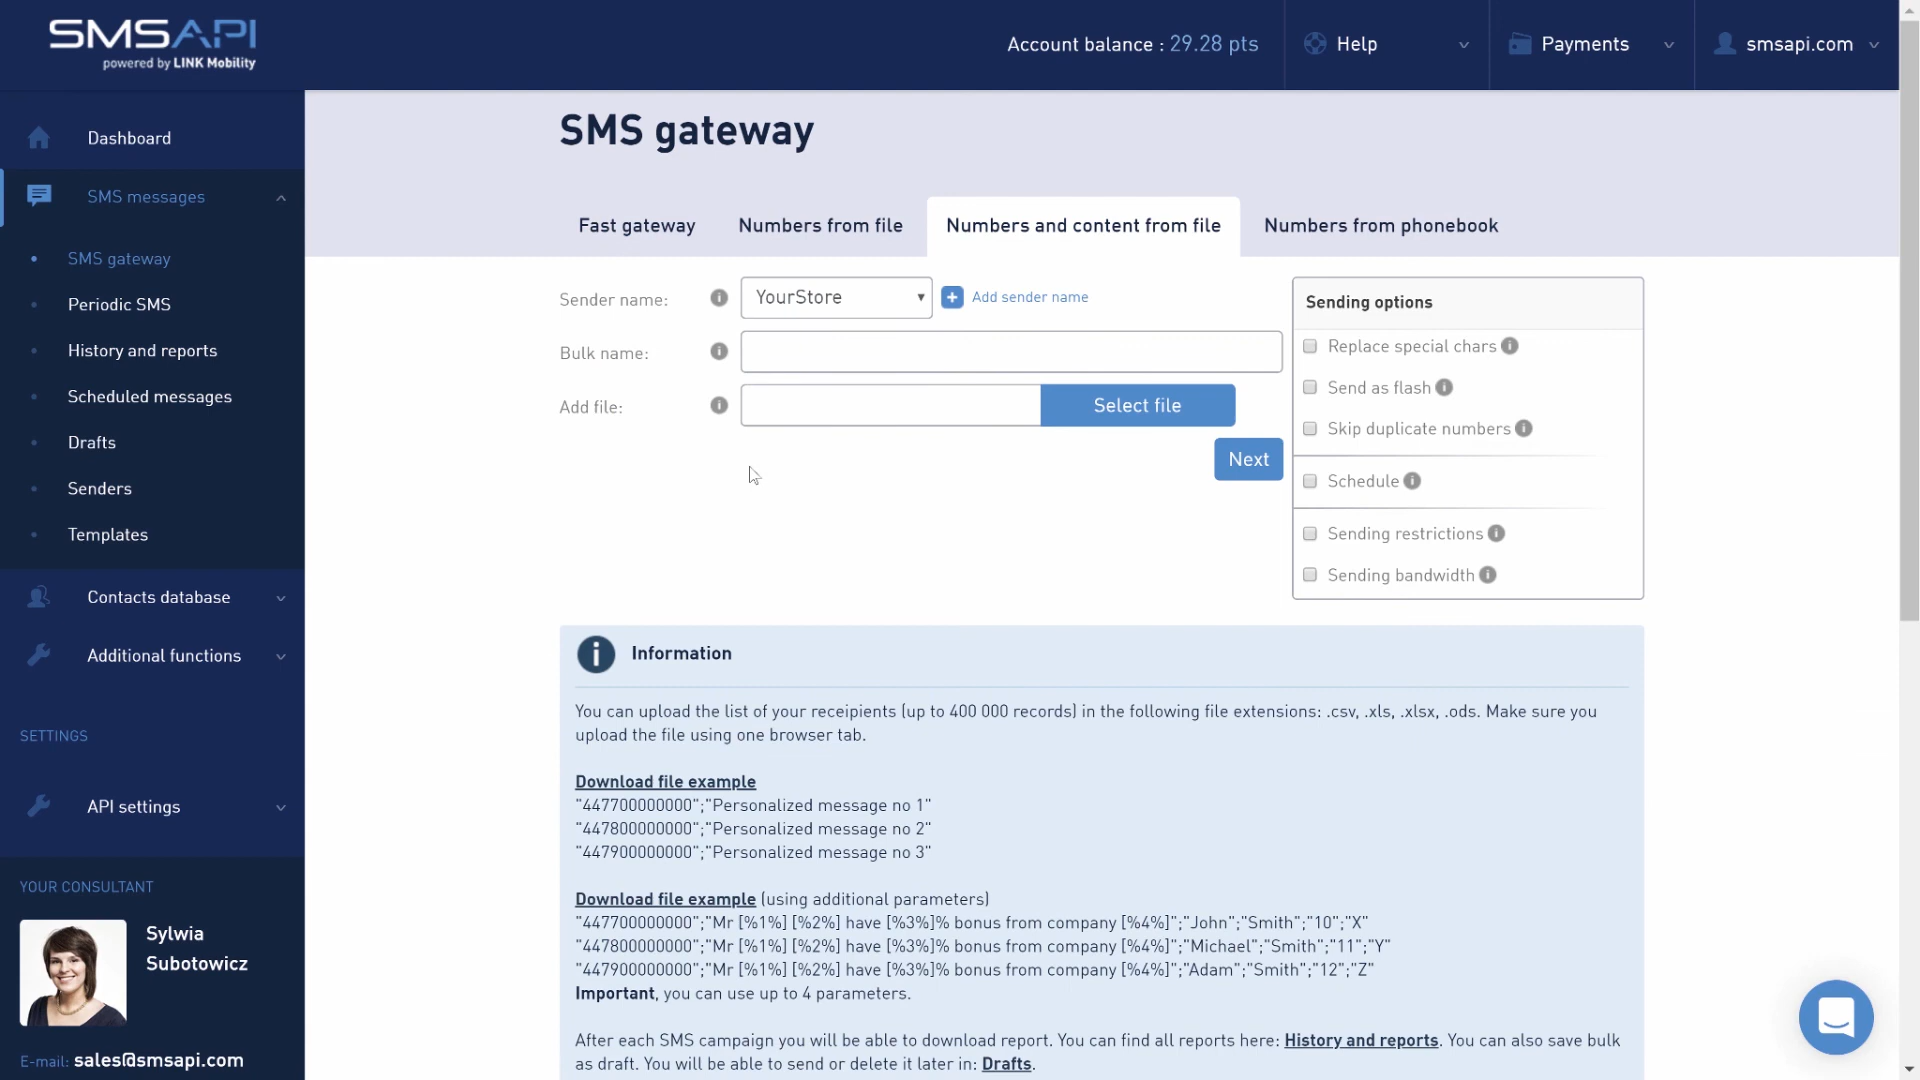 SMSAPI
powered by LINK Mobility
Account balance : 29.28 pts
Help
Payments
smsapi.com
Dashboard
SMS messages
SMS gateway
Periodic SMS
History and reports
Scheduled messages
Drafts
Senders
Templates
Contacts database
Additional functions
SETTINGS
API settings
YOUR CONSULTANT
Sylwia
Subotowicz
E-mail: sales@smsapi.com
SMS gateway
Fast gateway
Numbers from file
Numbers and content from file
Numbers from phonebook
Sender name:
YourStore
Add sender name
Bulk name:
Add file:
Select file
Next
Sending options
Replace special chars
Send as flash
Skip duplicate numbers
Schedule
Sending restrictions
Sending bandwidth
Information
You can upload the list of your receipients (up to 400 000 records) in the following file extensions: .csv, .xls, .xlsx, .ods. Make sure you
upload the file using one browser tab.
Download file example
"447700000000";"Personalized message no 1"
"447800000000";"Personalized message no 2"
"447900000000";"Personalized message no 3"
Download file example (using additional parameters)
"447700000000";"Mr [%1%] [%2%] have [%3%]% bonus from company [%4%]";"John";"Smith";"10";"X"
"447800000000";"Mr [%1%] [%2%] have [%3%]% bonus from company [%4%]";"Michael";"Smith";"11";"Y"
"447900000000";"Mr [%1%] [%2%] have [%3%]% bonus from company [%4%]";"Adam";"Smith";"12";"Z"
Important, you can use up to 4 parameters.
After each SMS campaign you will be able to download report. You can find all reports here: History and reports. You can also save bulk
as draft. You will be able to send or delete it later in: Drafts.